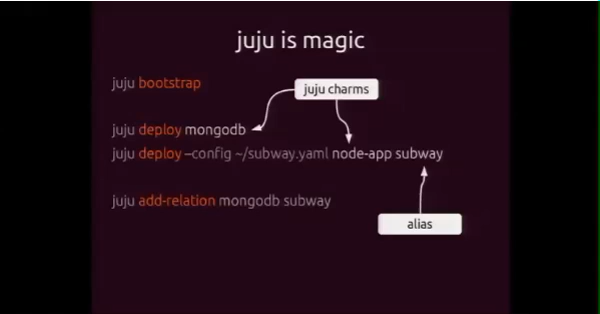 juju is magic
juju bootstrap
juju charms
juju deploy mongodb
juju deploy –config ~/subway.yaml node-app subway
juju add-relation mongodb subway
alias